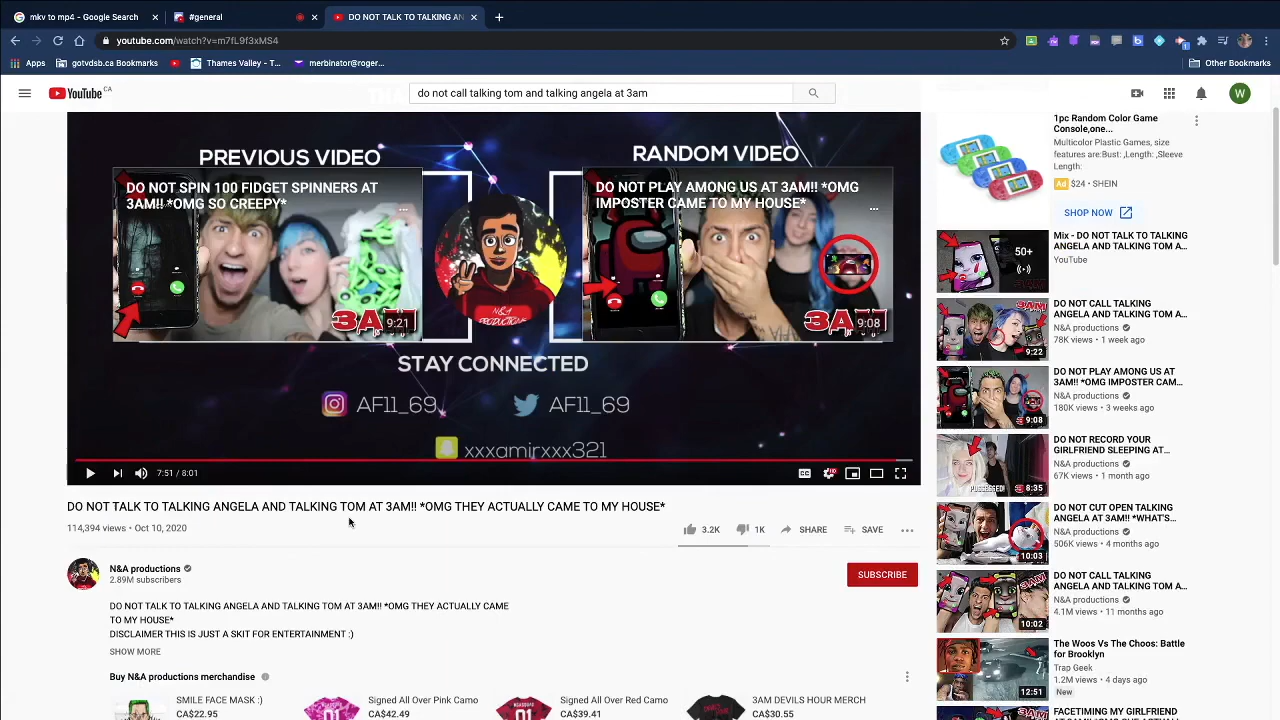 mkv to mp4 - Google Search
#general
DO NOT TALK TO TALKING AN
youtube.com/watch?v=m7fL9f3xMS4
Apps
gotvdsb.ca Bookmarks
Thames Valley - T...
merbinator@roger...
Other Bookmarks
YouTube CA
do not call talking tom and talking angela at 3am
W
PREVIOUS VIDEO
RANDOM VIDEO
DO NOT SPIN 100 FIDGET SPINNERS AT
3AM!! *OMG SO CREEPY*
DO NOT PLAY AMONG US AT 3AM!! *OMG
IMPOSTER CAME TO MY HOUSE*
N&A
PRODUCTIONS
3AM
9:21
3AM
9:08
STAY CONNECTED
AF11_69
AF11_69
xxxamirxxx321
7:51 / 8:01
CC
HD
DO NOT TALK TO TALKING ANGELA AND TALKING TOM AT 3AM!! *OMG THEY ACTUALLY CAME TO MY HOUSE*
114,394 views • Oct 10, 2020
3.2K
1K
SHARE
SAVE
N&A productions
2.89M subscribers
SUBSCRIBE
DO NOT TALK TO TALKING ANGELA AND TALKING TOM AT 3AM!! *OMG THEY ACTUALLY CAME
TO MY HOUSE*
DISCLAIMER THIS IS JUST A SKIT FOR ENTERTAINMENT :)
SHOW MORE
Buy N&A productions merchandise
SMILE FACE MASK :)
CA$22.95
Signed All Over Pink Camo
CA$42.49
Signed All Over Red Camo
CA$39.41
3AM DEVILS HOUR MERCH
CA$30.55
1pc Random Color Game
Console,one...
Multicolor Plastic Games, size
features are:Bust: ,Length: ,Sleeve
Length:
Ad $24 • SHEIN
SHOP NOW
50+
Mix - DO NOT TALK TO TALKING
ANGELA AND TALKING TOM A...
YouTube
9:22
DO NOT CALL TALKING
ANGELA AND TALKING TOM A...
N&A productions
78K views • 1 week ago
9:08
DO NOT PLAY AMONG US AT
3AM!! *OMG IMPOSTER CAM...
N&A productions
180K views • 3 weeks ago
POSSESSED!
8:35
DO NOT RECORD YOUR
GIRLFRIEND SLEEPING AT...
N&A productions
67K views • 1 month ago
10:03
DO NOT CUT OPEN TALKING
ANGELA AT 3AM!! *WHAT'S...
N&A productions
506K views • 4 months ago
10:02
DO NOT CALL TALKING
ANGELA AND TALKING TOM A...
N&A productions
4.1M views • 11 months ago
12:51
The Woos Vs The Choos: Battle
for Brooklyn
Trap Geek
1.2M views • 4 days ago
New
FACETIMING MY GIRLFRIEND